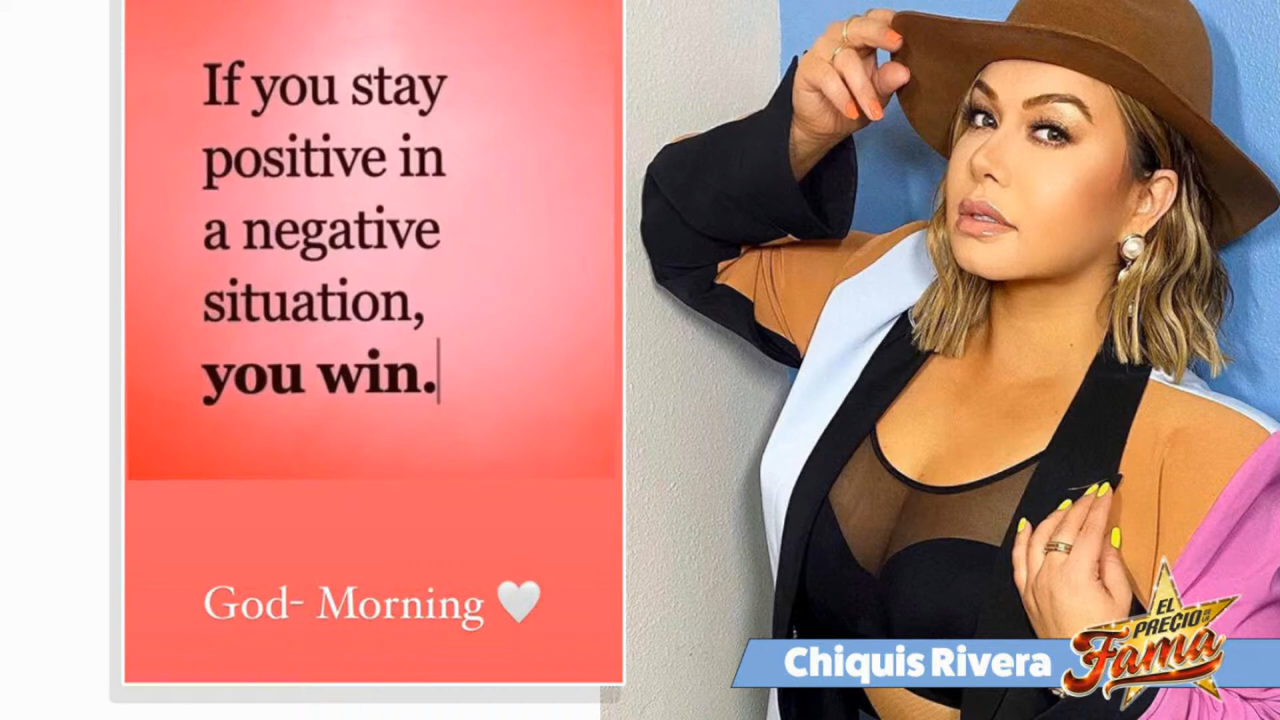 If you stay
positive in
a negative
situation,
you win.
God- Morning 🤍
Chiquis Rivera
EL
PRECIO DE LA
Fama